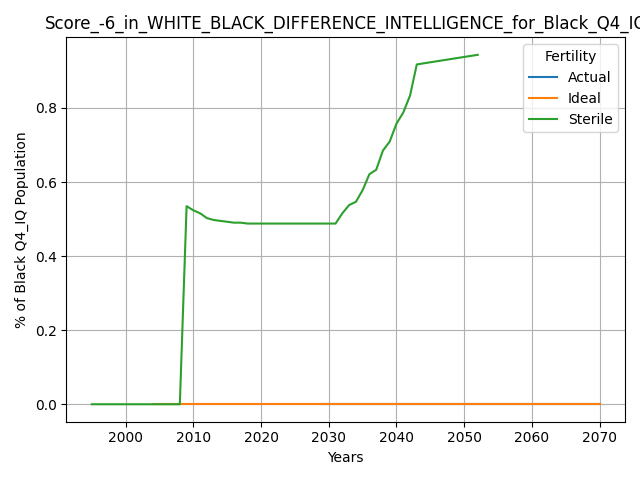 Score_-6_in_WHITE_BLACK_DIFFERENCE_INTELLIGENCE_for_Black_Q4_IQ
% of Black Q4_IQ Population
Fertility
Actual
Ideal
Sterile
0.8
0.6
0.4
0.2
0.0
2000 2010 2020 2030 2040 2050 2060 2070
Years